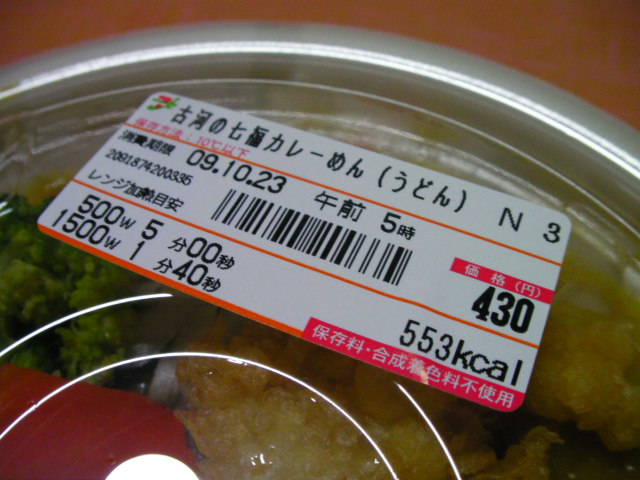 古河の七福カレーめん(うどん) N 3
保存方法:10℃以下
消費期限 09.10.23 午前 5時
2091874200335
レンジ加熱目安
500W 5分00秒
1500W 1分40秒
価格(円)
430
553kcal
保存料・合成着色料不使用